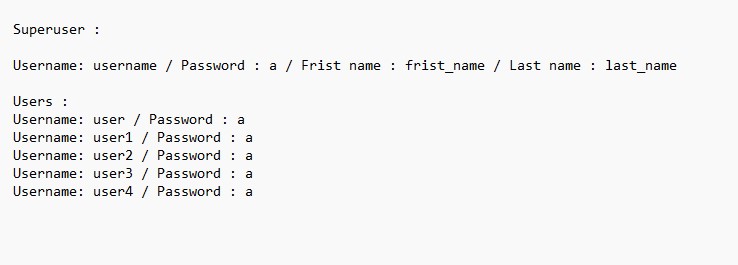 Superuser :
Username: username / Password : a / Frist name : frist_name / Last name : last_name
Users :
Username: user / Password : a
Username: user1 / Password : a
Username: user2 / Password : a
Username: user3 / Password : a
Username: user4 / Password : a